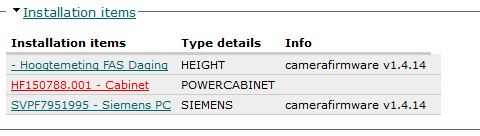 Installation items
Installation items Type details Info
- Hoogtemeting FAS Daging HEIGHT camerafirmware v1.4.14
HF150788.001 - Cabinet POWERCABINET
SVPF7951995 - Siemens PC SIEMENS camerafirmware v1.4.14